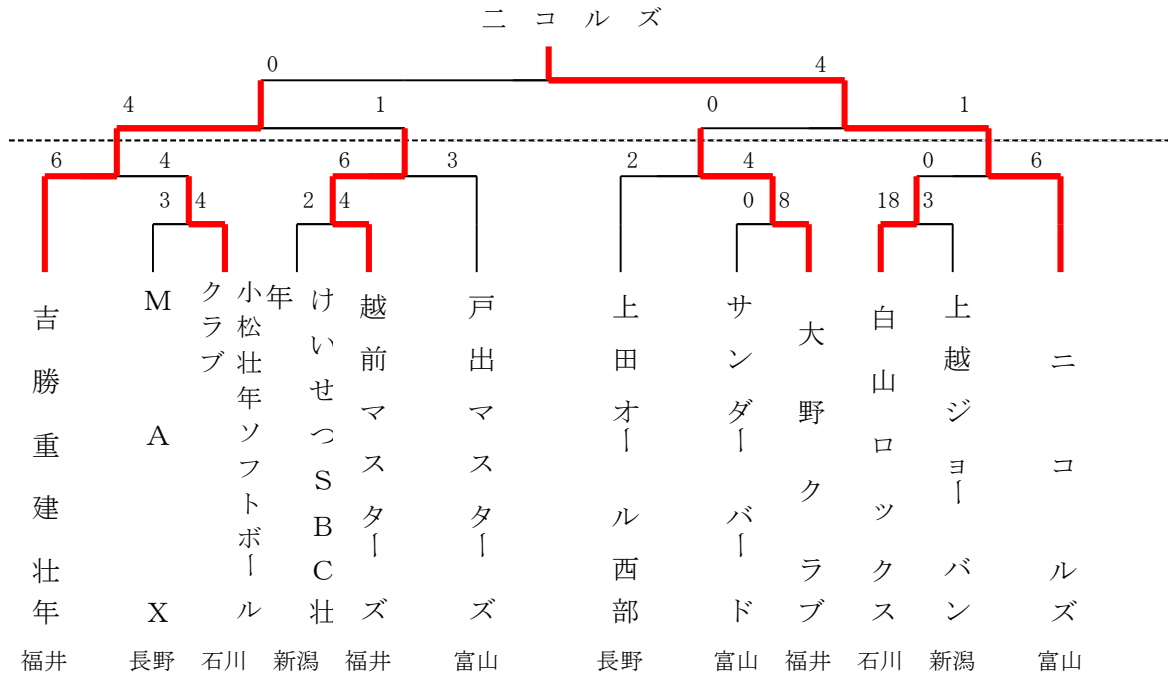 ニコルズ
0 4
4 1 0 1
6 4 6 3 2 4 0 6
3 4 2 4 0 8 18 3
吉勝重建壮年
MAX
小松壮年ソフトボール
クラブ
けいせつSBC壮
年
越前マスターズ
戸出マスターズ
上田オール西部
サンダーバード
大野クラブ
白山ロックス
上越ジョーバン
ニコルズ
福井 長野 石川 新潟 福井 富山 長野 富山 福井 石川 新潟 富山